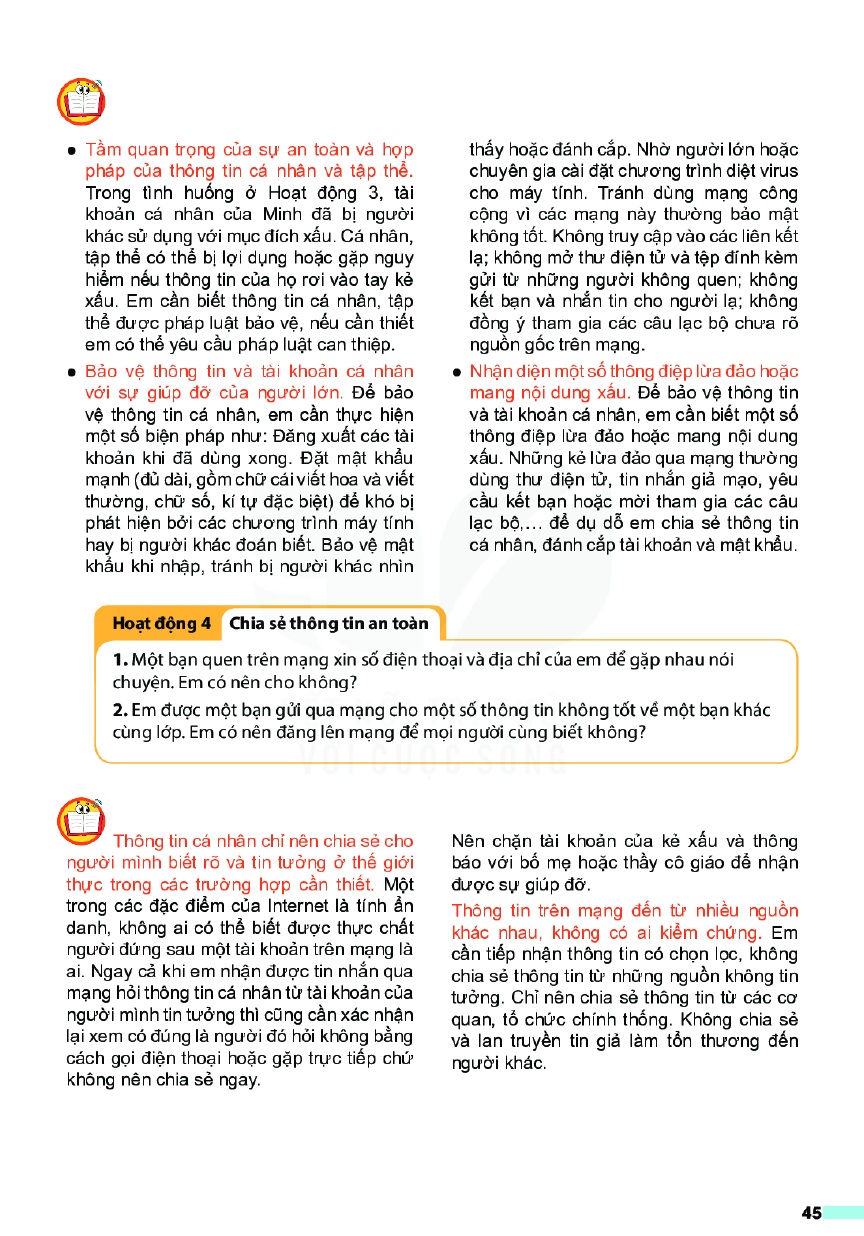 ● Tầm quan trọng của sự an toàn và hợp
pháp của thông tin cá nhân và tập thể.
Trong tình huống ở Hoạt động 3, tài
khoản cá nhân của Minh đã bị người
khác sử dụng với mục đích xấu. Cá nhân,
tập thể có thể bị lợi dụng hoặc gặp nguy
hiểm nếu thông tin của họ rơi vào tay kẻ
xấu. Em cần biết thông tin cá nhân, tập
thể được pháp luật bảo vệ, nếu cần thiết
em có thể yêu cầu pháp luật can thiệp.
● Bảo vệ thông tin và tài khoản cá nhân
với sự giúp đỡ của người lớn. Để bảo
vệ thông tin cá nhân, em cần thực hiện
một số biện pháp như: Đăng xuất các tài
khoản khi đã dùng xong. Đặt mật khẩu
mạnh (đủ dài, gồm chữ cái viết hoa và viết
thường, chữ số, kí tự đặc biệt) để khó bị
phát hiện bởi các chương trình máy tính
hay bị người khác đoán biết. Bảo vệ mật
khẩu khi nhập, tránh bị người khác nhìn
thấy hoặc đánh cắp. Nhờ người lớn hoặc
chuyên gia cài đặt chương trình diệt virus
cho máy tính. Tránh dùng mạng công
cộng vì các mạng này thường bảo mật
không tốt. Không truy cập vào các liên kết
lạ; không mở thư điện tử và tệp đính kèm
gửi từ những người không quen; không
kết bạn và nhắn tin cho người lạ; không
đồng ý tham gia các câu lạc bộ chưa rõ
nguồn gốc trên mạng.
● Nhận diện một số thông điệp lừa đảo hoặc
mang nội dung xấu. Để bảo vệ thông tin
và tài khoản cá nhân, em cần biết một số
thông điệp lừa đảo hoặc mang nội dung
xấu. Những kẻ lừa đảo qua mạng thường
dùng thư điện tử, tin nhắn giả mạo, yêu
cầu kết bạn hoặc mời tham gia các câu
lạc bộ,… để dụ dỗ em chia sẻ thông tin
cá nhân, đánh cắp tài khoản và mật khẩu.
Hoạt động 4 Chia sẻ thông tin an toàn
1. Một bạn quen trên mạng xin số điện thoại và địa chỉ của em để gặp nhau nói
chuyện. Em có nên cho không?
2. Em được một bạn gửi qua mạng cho một số thông tin không tốt về một bạn khác
cùng lớp. Em có nên đăng lên mạng để mọi người cùng biết không?
VỚI CUỘC SỐNG
Thông tin cá nhân chỉ nên chia sẻ cho
người mình biết rõ và tin tưởng ở thế giới
thực trong các trường hợp cần thiết. Một
trong các đặc điểm của Internet là tính ẩn
danh, không ai có thể biết được thực chất
người đứng sau một tài khoản trên mạng là
ai. Ngay cả khi em nhận được tin nhắn qua
mạng hỏi thông tin cá nhân từ tài khoản của
người mình tin tưởng thì cũng cần xác nhận
lại xem có đúng là người đó hỏi không bằng
cách gọi điện thoại hoặc gặp trực tiếp chứ
không nên chia sẻ ngay.
Nên chặn tài khoản của kẻ xấu và thông
báo với bố mẹ hoặc thầy cô giáo để nhận
được sự giúp đỡ.
Thông tin trên mạng đến từ nhiều nguồn
khác nhau, không có ai kiểm chứng. Em
cần tiếp nhận thông tin có chọn lọc, không
chia sẻ thông tin từ những nguồn không tin
tưởng. Chỉ nên chia sẻ thông tin từ các cơ
quan, tổ chức chính thống. Không chia sẻ
và lan truyền tin giả làm tổn thương đến
người khác.
45